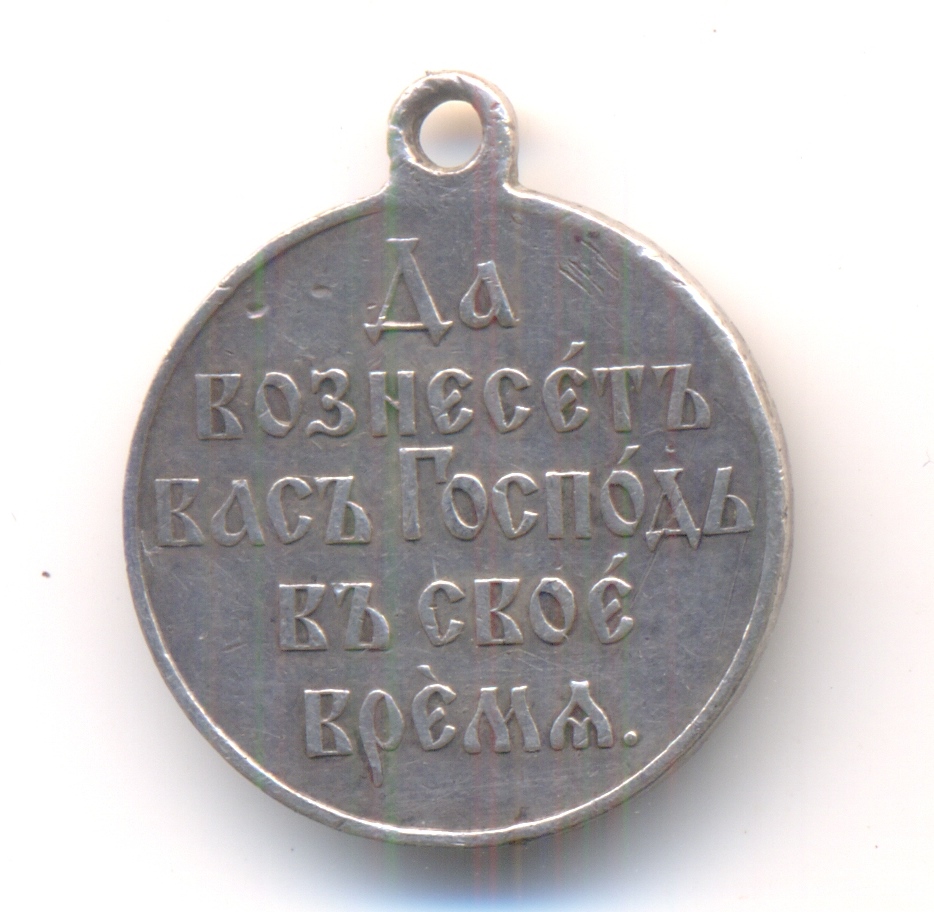 Да
вознесе́тъ
васъ Госпо́дь
въ свое́
врѐмѧ.